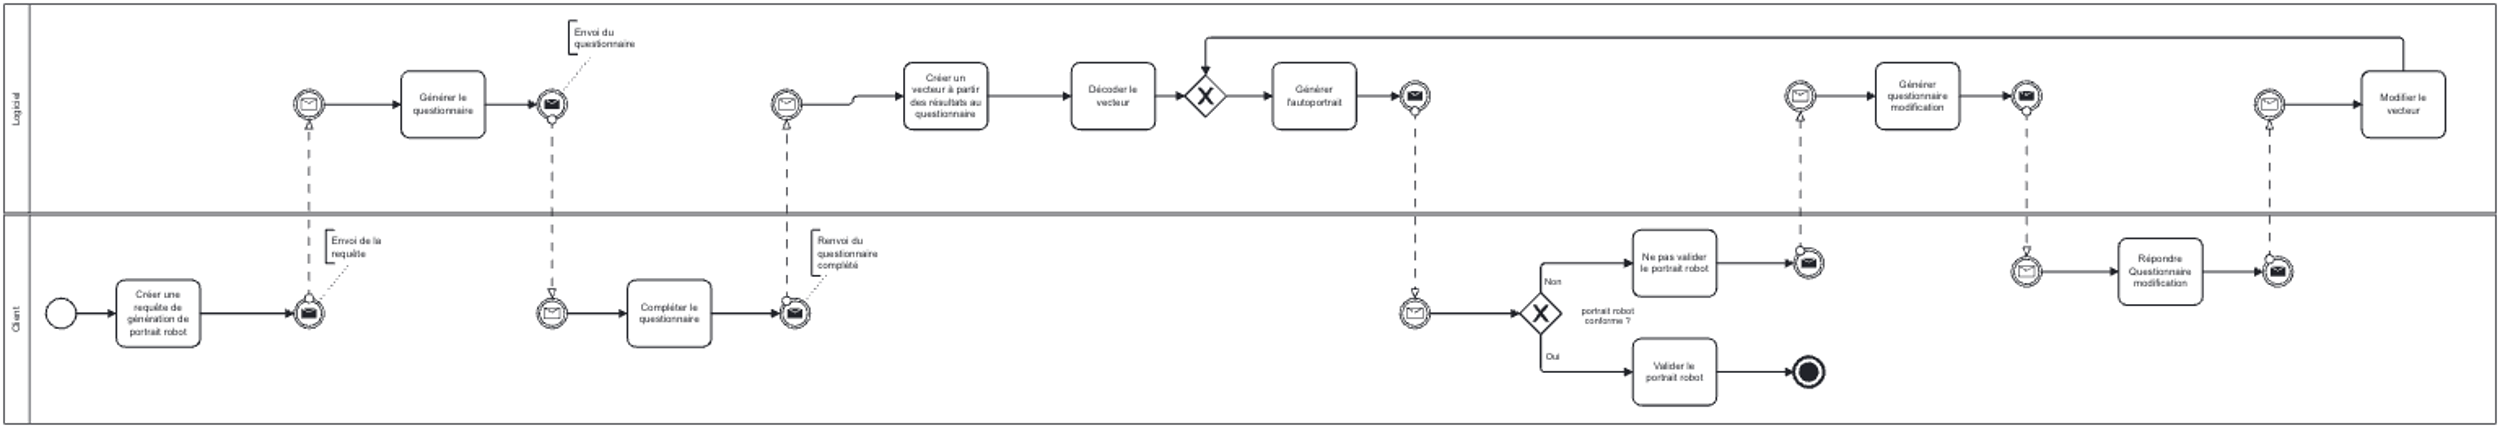 Logiciel
Envoi du
questionnaire
Générer le
questionnaire
Créer un
vecteur à partir
des résultats au
questionnaire
Décoder le
vecteur
Générer
l'autoportrait
Générer
questionnaire
modification
Modifier le
vecteur
Client
Créer une
requête de
génération de
portrait robot
Envoi de la
requête
Compléter le
questionnaire
Renvoi du
questionnaire
complété
Non
portrait robot
conforme ?
Oui
Ne pas valider
le portrait robot
Valider le
portrait robot
Répondre
Questionnaire
modification